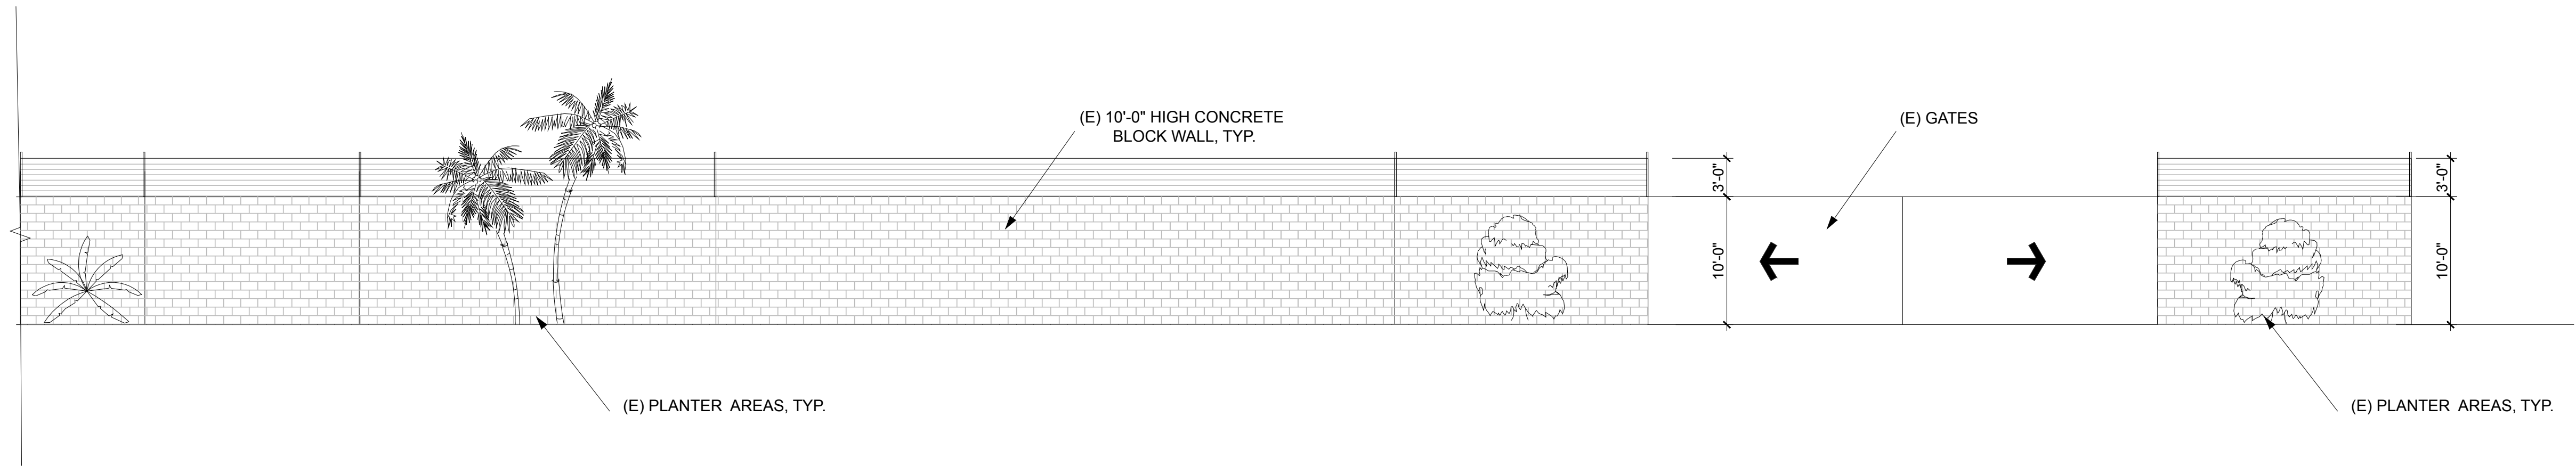 (E) 10'-0" HIGH CONCRETE
BLOCK WALL, TYP.
(E) GATES
3'-0"
3'-0"
10'-0"
10'-0"
(E) PLANTER AREAS, TYP.
(E) PLANTER AREAS, TYP.